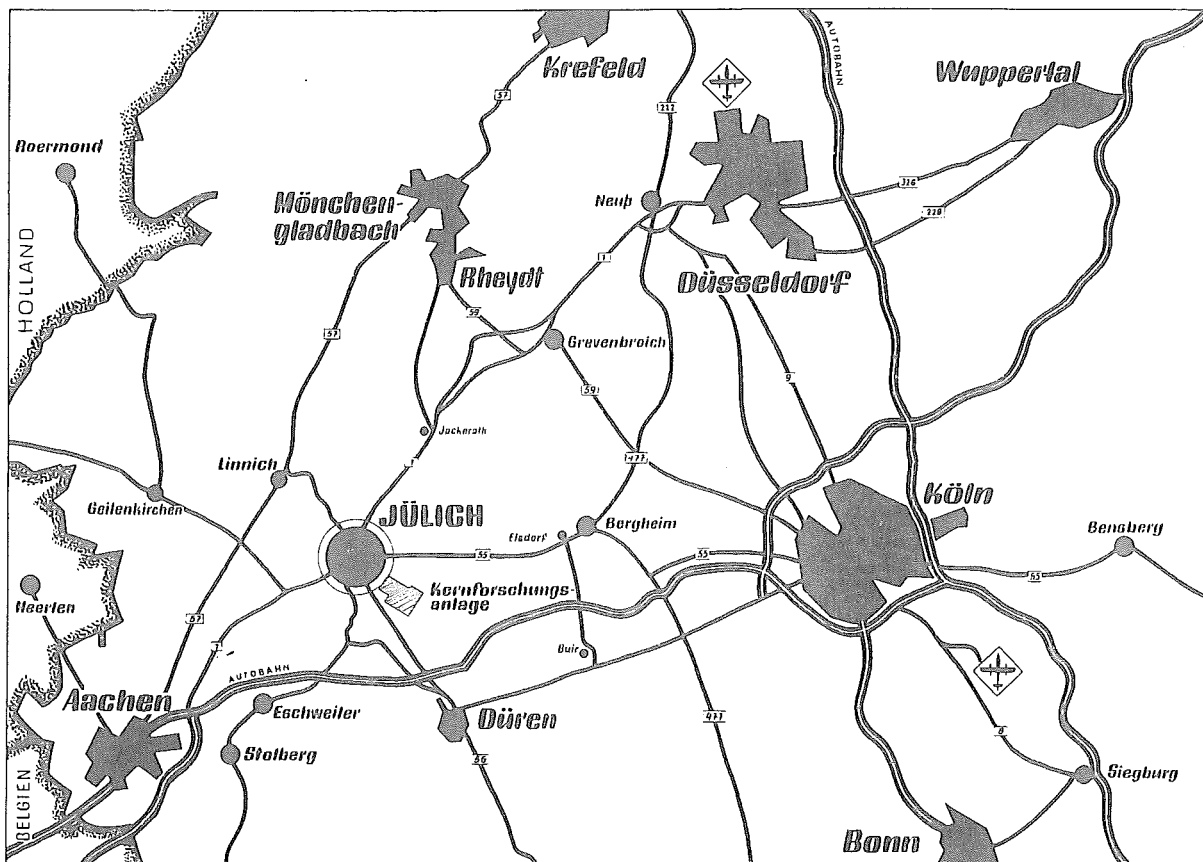 Krefeld
AUTOBAHN
Wuppertal
57
222
Roermond
Mönchen-
gladbach
Neuß
326
228
HOLLAND
Rheydt
1
Düsseldorf
59
57
Grevenbroich
9
59
Jackerath
1
477
Linnich
Geilenkirchen
JÜLICH
Köln
Elsdorf
Bergheim
Bensberg
55
55
55
Kernforschungs-
anlage
Heerlen
57
1
Buir
AUTOBAHN
Aachen
Eschweiler
Düren
477
8
Stolberg
56
Siegburg
BELGIEN
Bonn